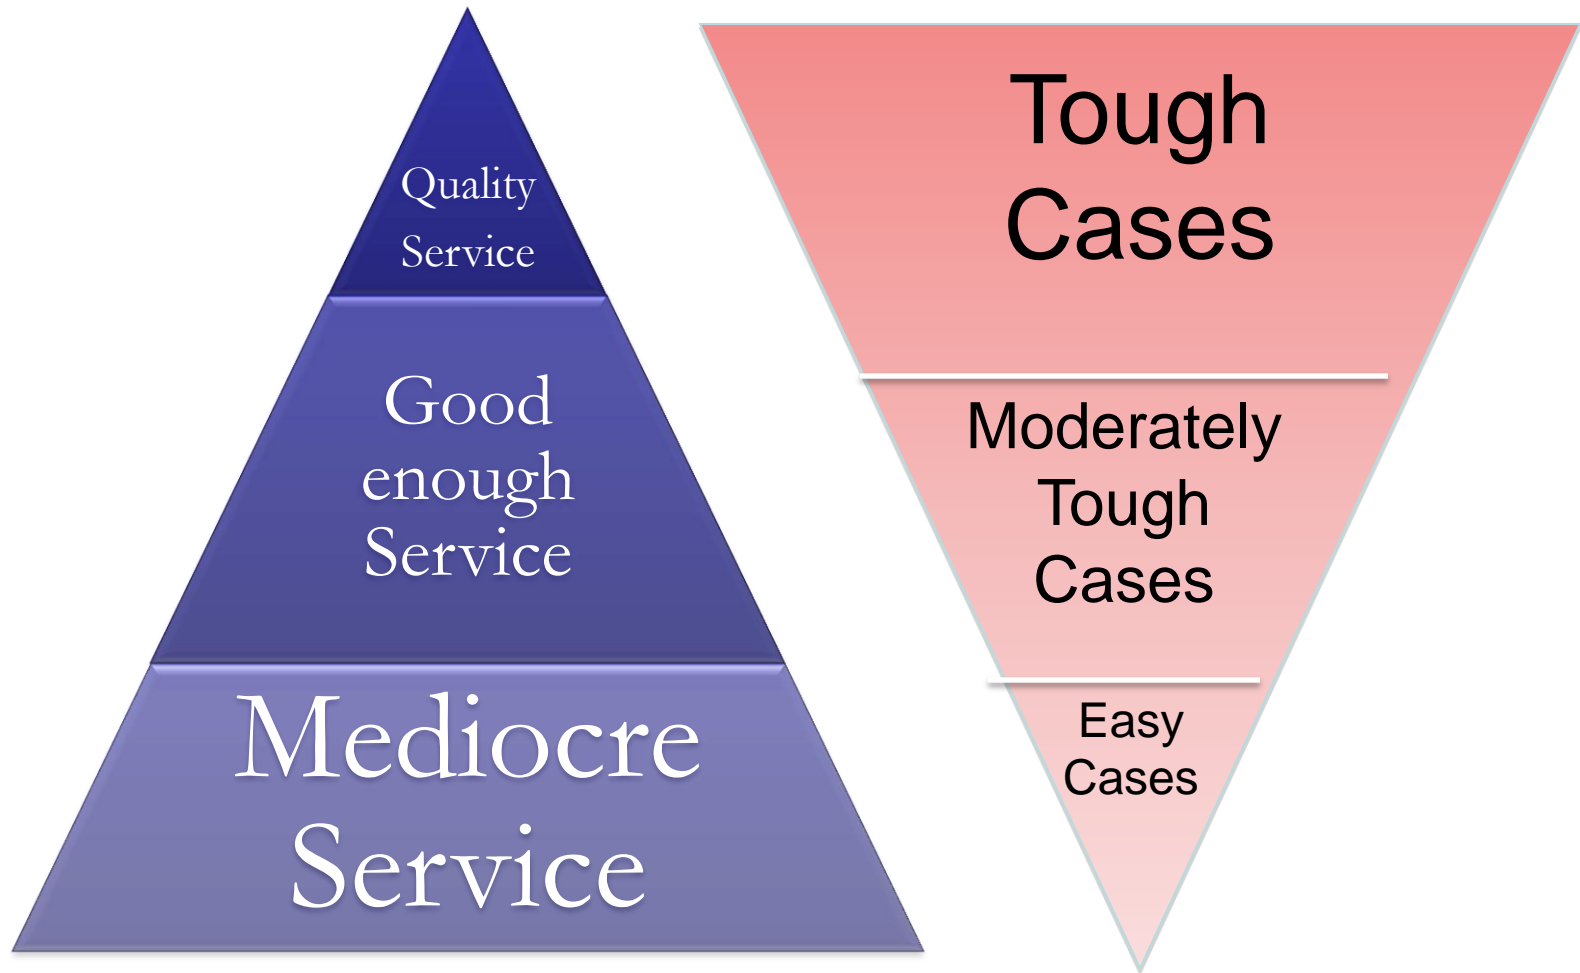 Quality
Service
Good
enough
Service
Mediocre
Service
Tough
Cases
Moderately
Tough
Cases
Easy
Cases